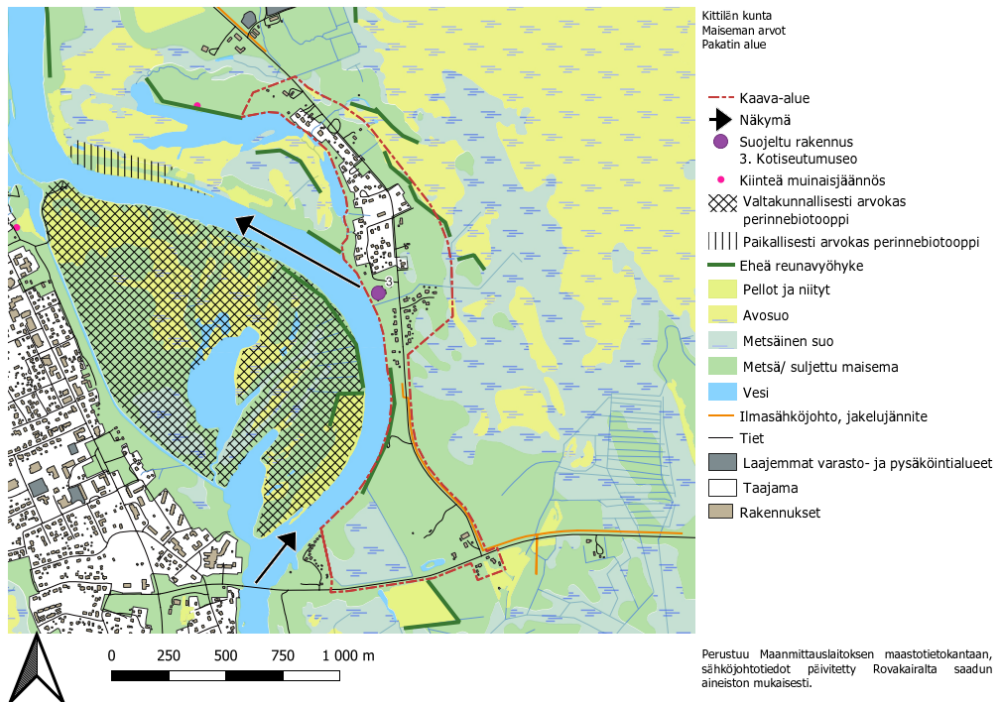 Kittilän kunta
Maiseman arvot
Pakatin alue
Kaava-alue
Näkymä
Suojeltu rakennus
3. Kotiseutumuseo
Kiinteä muinaisjäännös
Valtakunnallisesti arvokas
perinnebiotooppi
Paikallisesti arvokas perinnebiotooppi
Eheä reunavyöhyke
Pellot ja niityt
Avosuo
Metsäinen suo
Metsä/ suljettu maisema
Vesi
Ilmasähköjohto, jakelujännite
Tiet
Laajemmat varasto- ja pysäköintialueet
Taajama
Rakennukset
3
0 250 500 750 1 000 m
Perustuu Maanmittauslaitoksen maastotietokantaan,
sähköjohtotiedot päivitetty Rovakairalta saadun
aineiston mukaisesti.